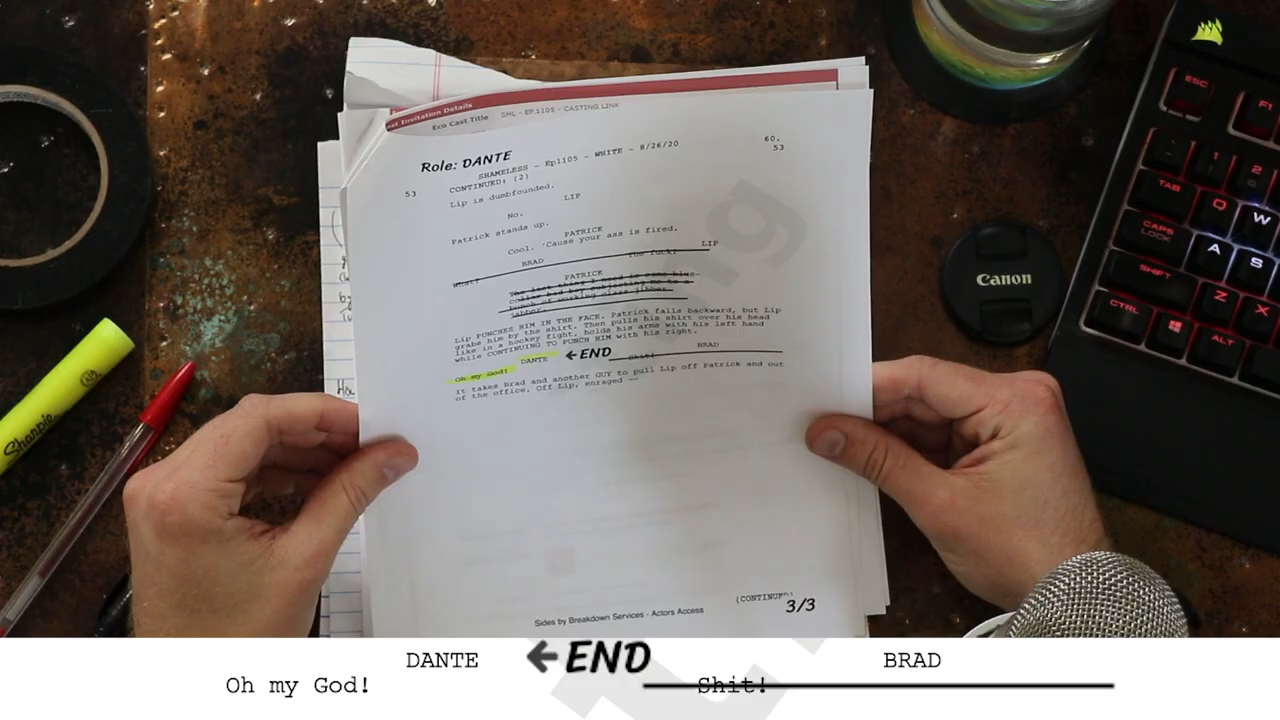 est Invitation Details
Eco Cast Title SHL - EP.1105 - CASTING LINK
Role: DANTE
SHAMELESS - Ep1105 - WHITE - 8/26/20 60.
53 CONTINUED: (2) 53
Lip is dumbfounded.
LIP
No.
Patrick stands up.
PATRICK
Cool. 'Cause your ass is fired.
BRAD LIP
What! The fuck?
PATRICK
Lip PUNCHES HIM IN THE FACE. Patrick falls backward, but Lip
grabs him by the shirt. Then pulls his shirt over his head
like in a hockey fight, holds his arms with his left hand
while CONTINUING TO PUNCH HIM with his right.
DANTE ←END BRAD
Oh my God! Shit!
It takes Brad and another GUY to pull Lip off Patrick and out
of the office. Off Lip, enraged --
(CONTINUED)
3/3
Sides by Breakdown Services - Actors Access
Sharpie
Canon
ESC
F1
1
2
TAB
Q
W
CAPS LOCK
A
S
SHIFT
Z
X
CTRL
ALT
DANTE ←END BRAD
Oh my God! Shit!